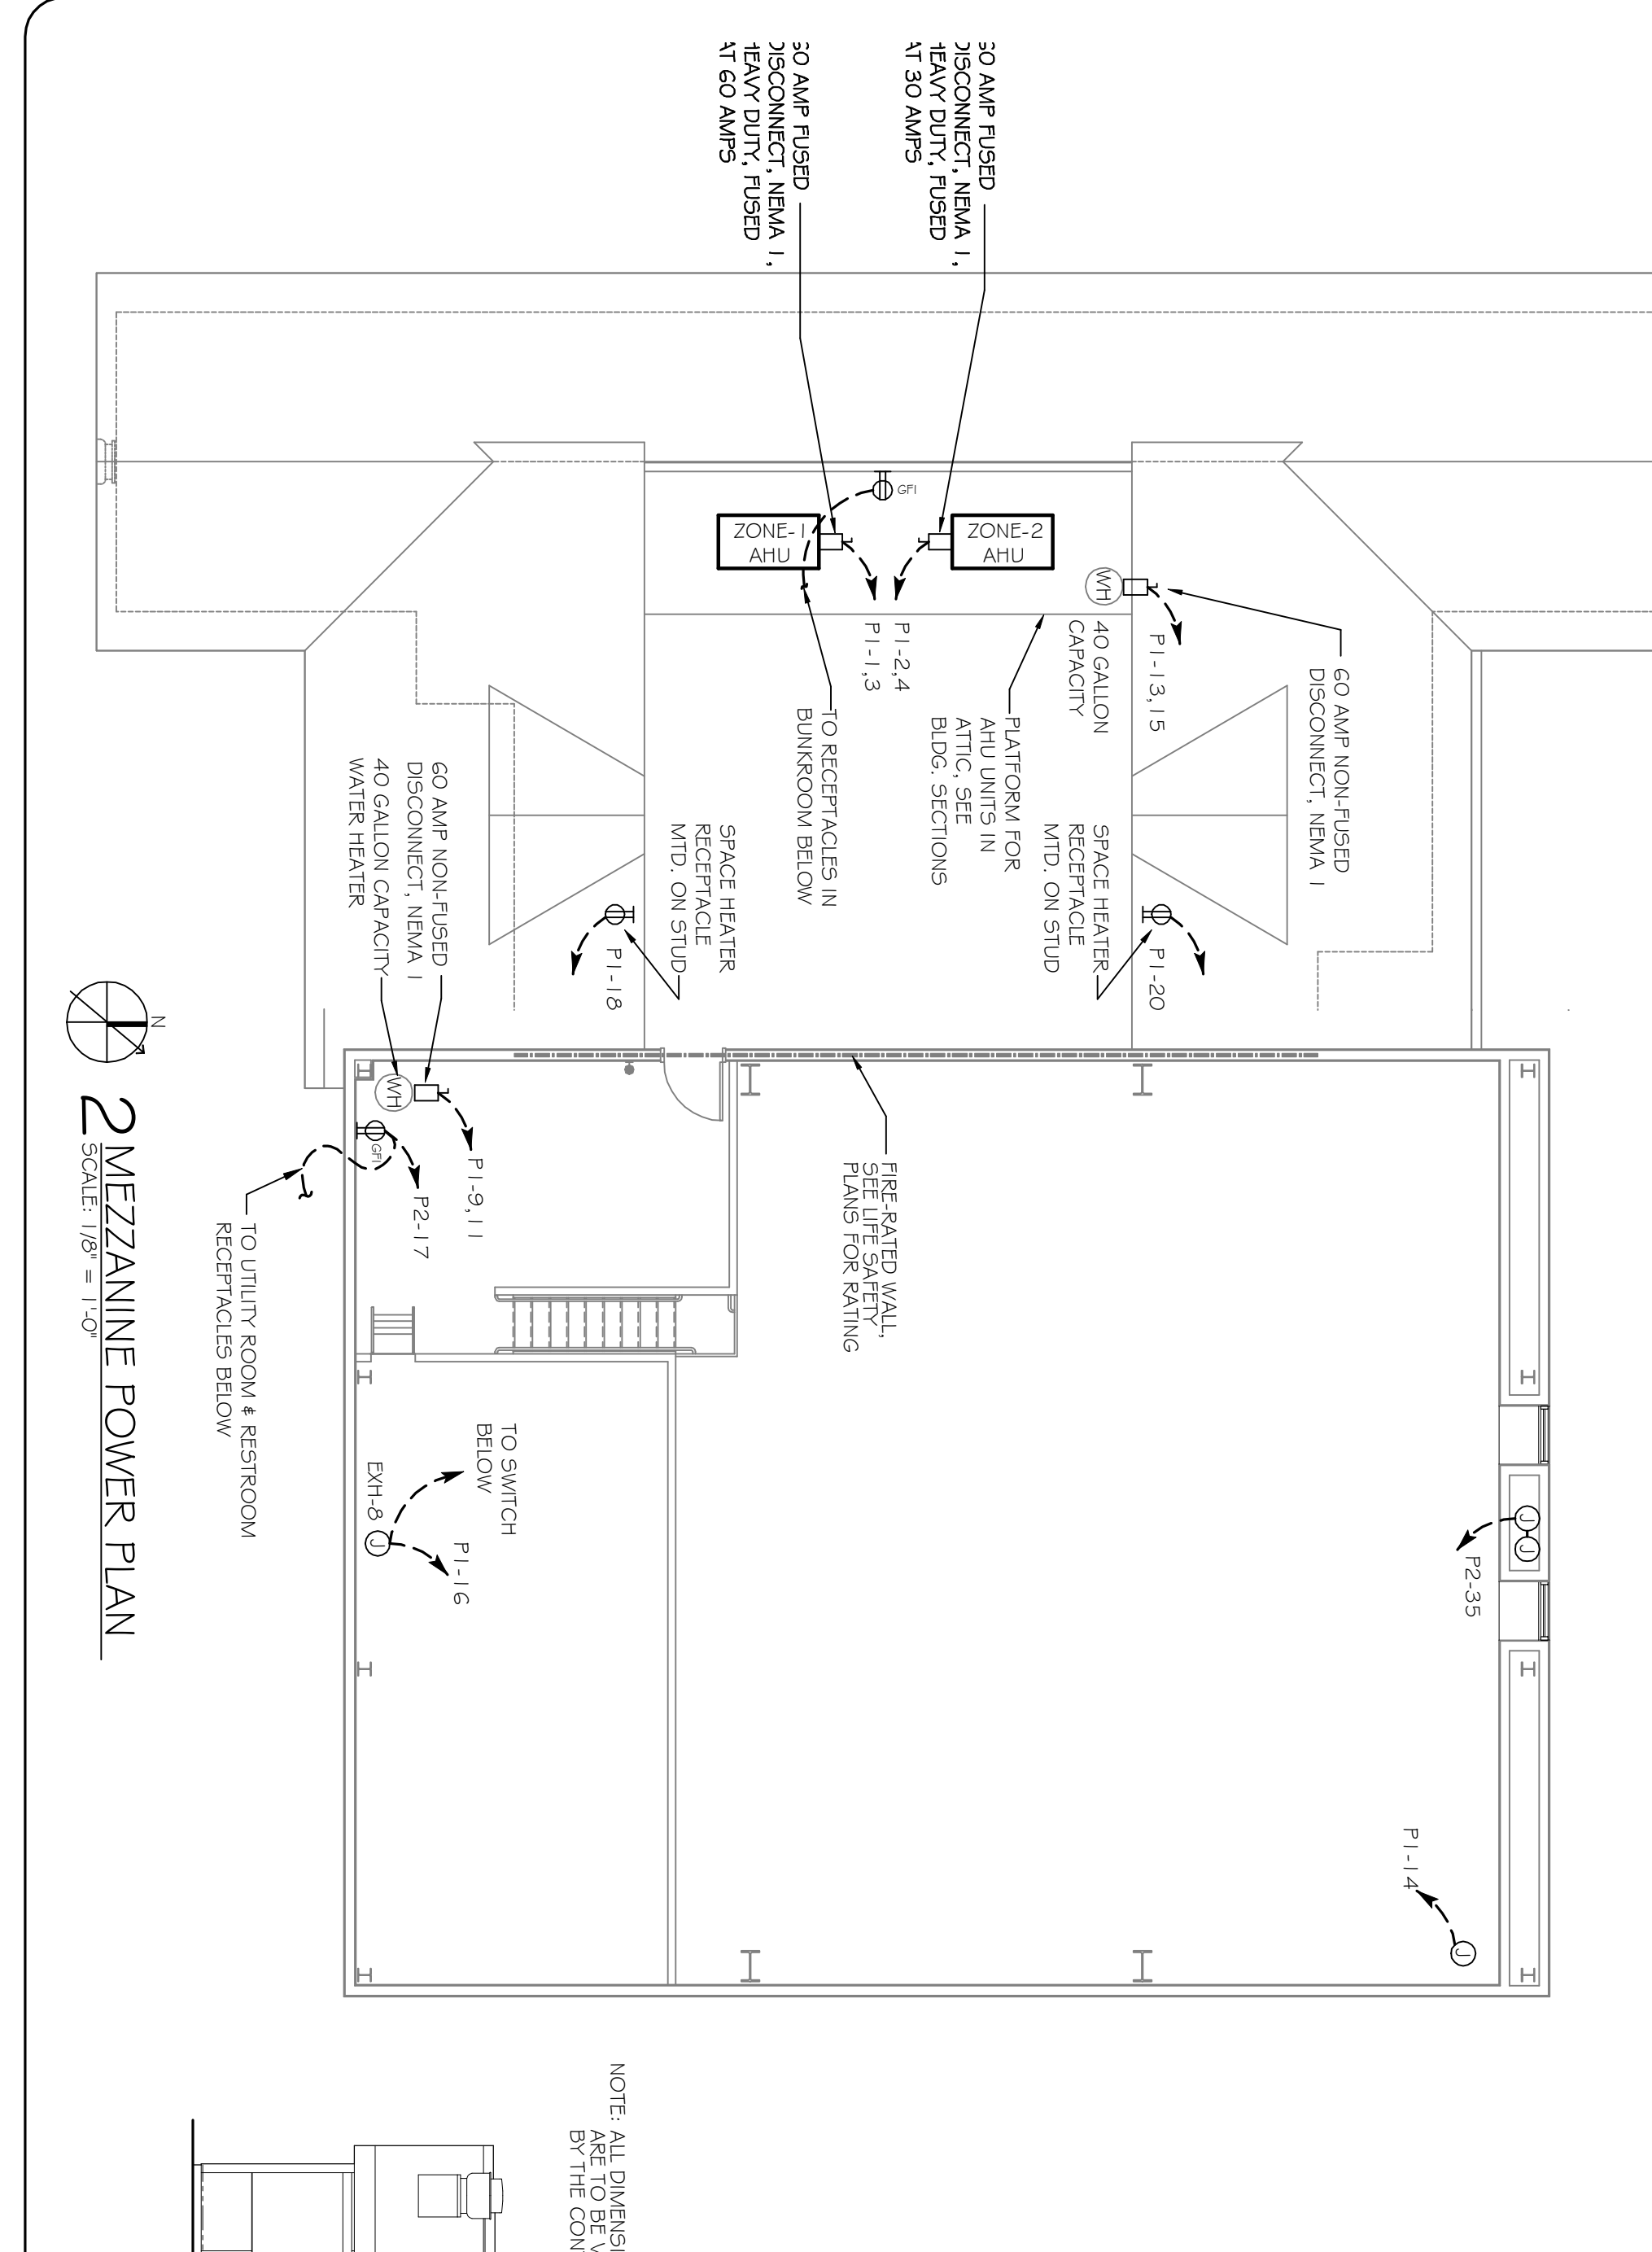 60 AMP FUSED
DISCONNECT, NEMA 1,
HEAVY DUTY, FUSED
AT 30 AMPS
60 AMP FUSED
DISCONNECT, NEMA 1,
HEAVY DUTY, FUSED
AT 60 AMPS
GFI
ZONE-1
AHU
ZONE-2
AHU
WH
P1-2,4
P1-1,3
40 GALLON
CAPACITY
P1-13,15
60 AMP NON-FUSED
DISCONNECT, NEMA 1
PLATFORM FOR
AHU UNITS IN
ATTIC, SEE
BLDG. SECTIONS
TO RECEPTACLES IN
BUNKROOM BELOW
SPACE HEATER
RECEPTACLE
MTD. ON STUD
P1-20
SPACE HEATER
RECEPTACLE
MTD. ON STUD
P1-18
60 AMP NON-FUSED
DISCONNECT, NEMA 1
40 GALLON CAPACITY
WATER HEATER
WH
GFI
P1-9,11
P2-17
FIRE-RATED WALL,
SEE LIFE SAFETY
PLANS FOR RATING
TO UTILITY ROOM & RESTROOM
RECEPTACLES BELOW
TO SWITCH
BELOW
EXH-8
J
P1-16
J
J
P2-35
P1-14
J
N
2
MEZZANINE POWER PLAN
SCALE: 1/8" = 1'-0"
NOTE: ALL DIMENSI
ARE TO BE V
BY THE CON